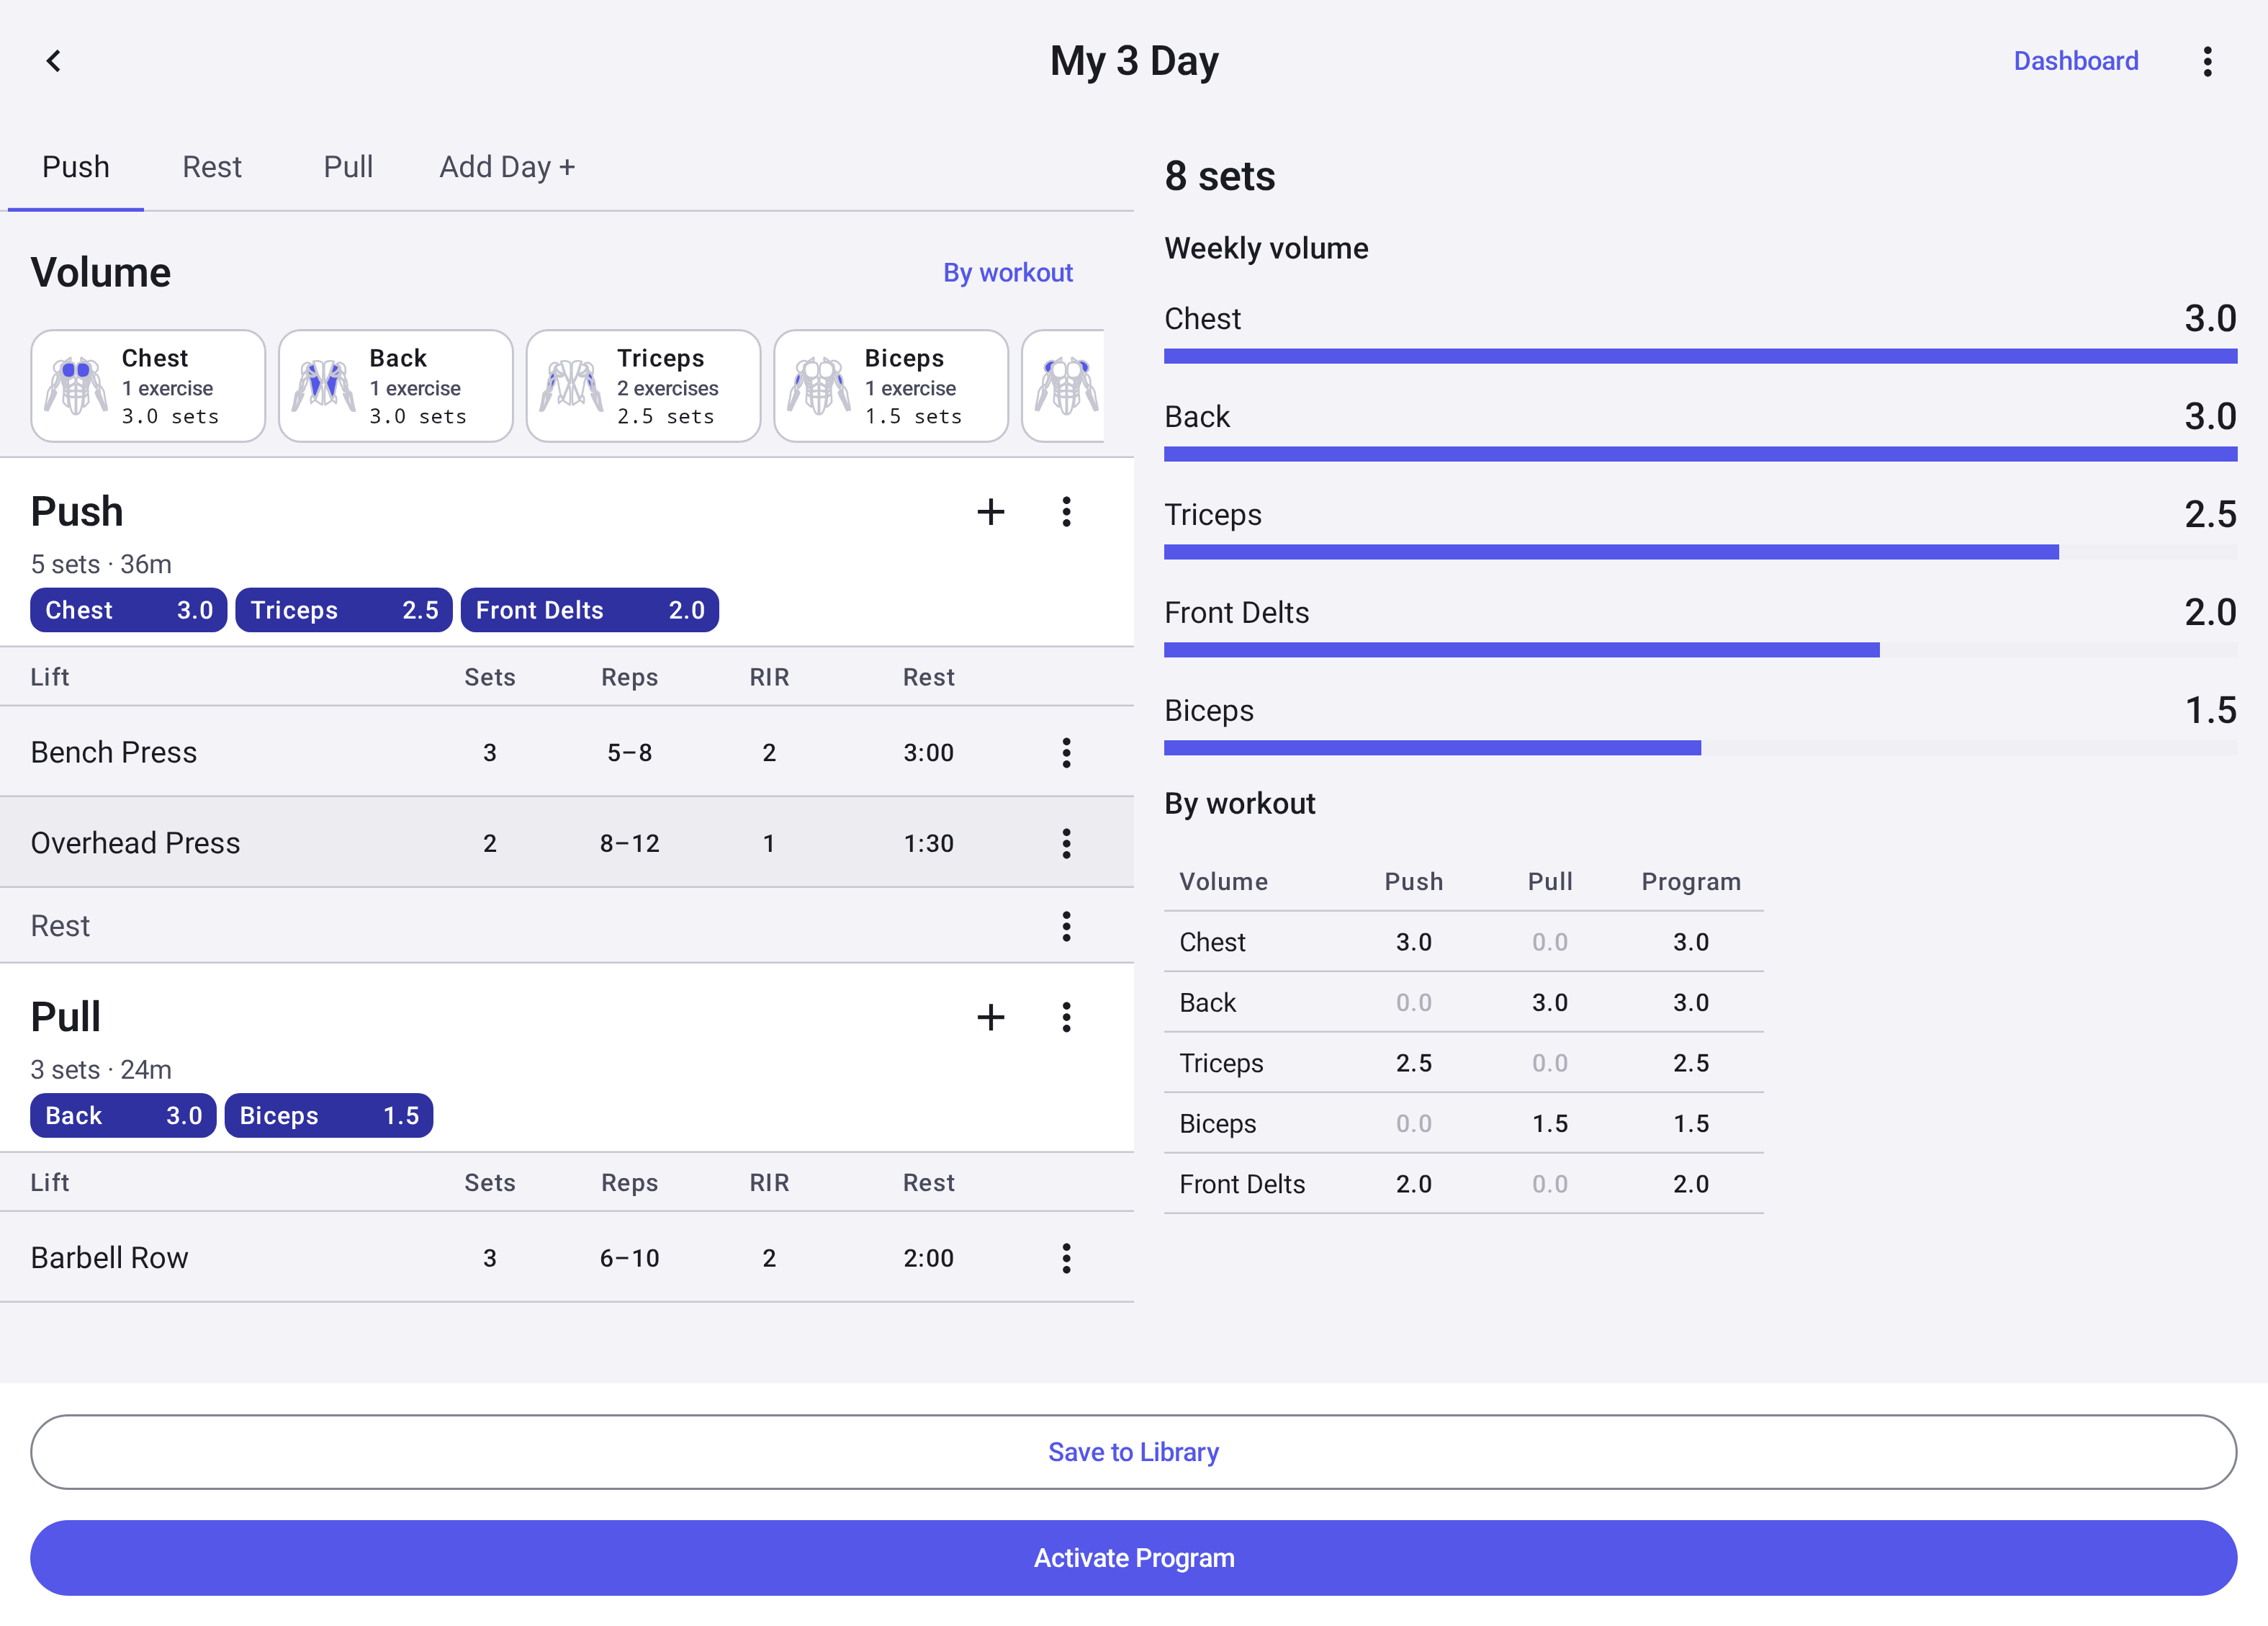 My 3 Day
Dashboard
Push Rest Pull Add Day +
Volume
By workout
Chest
1 exercise
3.0 sets
Back
1 exercise
3.0 sets
Triceps
2 exercises
2.5 sets
Biceps
1 exercise
1.5 sets
Push
5 sets · 36m
Chest 3.0 Triceps 2.5 Front Delts 2.0
Lift Sets Reps RIR Rest
Bench Press 3 5–8 2 3:00
Overhead Press 2 8–12 1 1:30
Rest
Pull
3 sets · 24m
Back 3.0 Biceps 1.5
Lift Sets Reps RIR Rest
Barbell Row 3 6–10 2 2:00
8 sets
Weekly volume
Chest 3.0
Back 3.0
Triceps 2.5
Front Delts 2.0
Biceps 1.5
By workout
Volume Push Pull Program
Chest 3.0 0.0 3.0
Back 0.0 3.0 3.0
Triceps 2.5 0.0 2.5
Biceps 0.0 1.5 1.5
Front Delts 2.0 0.0 2.0
Save to Library
Activate Program